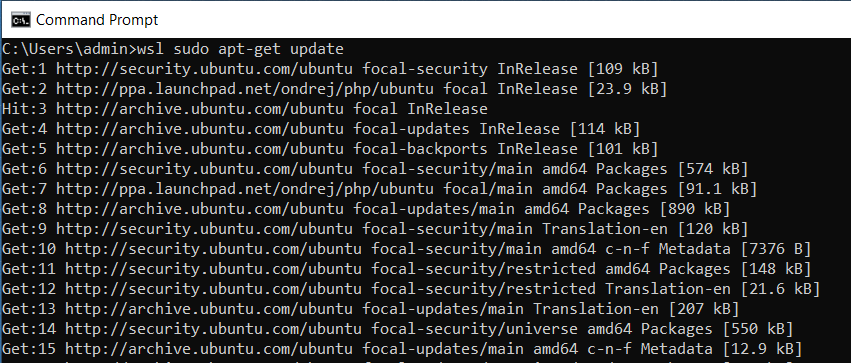 Command Prompt
C:\Users\admin>wsl sudo apt-get update
Get:1 http://security.ubuntu.com/ubuntu focal-security InRelease [109 kB]
Get:2 http://ppa.launchpad.net/ondrej/php/ubuntu focal InRelease [23.9 kB]
Hit:3 http://archive.ubuntu.com/ubuntu focal InRelease
Get:4 http://archive.ubuntu.com/ubuntu focal-updates InRelease [114 kB]
Get:5 http://archive.ubuntu.com/ubuntu focal-backports InRelease [101 kB]
Get:6 http://security.ubuntu.com/ubuntu focal-security/main amd64 Packages [574 kB]
Get:7 http://ppa.launchpad.net/ondrej/php/ubuntu focal/main amd64 Packages [91.1 kB]
Get:8 http://archive.ubuntu.com/ubuntu focal-updates/main amd64 Packages [890 kB]
Get:9 http://security.ubuntu.com/ubuntu focal-security/main Translation-en [120 kB]
Get:10 http://security.ubuntu.com/ubuntu focal-security/main amd64 c-n-f Metadata [7376 B]
Get:11 http://security.ubuntu.com/ubuntu focal-security/restricted amd64 Packages [148 kB]
Get:12 http://security.ubuntu.com/ubuntu focal-security/restricted Translation-en [21.6 kB]
Get:13 http://archive.ubuntu.com/ubuntu focal-updates/main Translation-en [207 kB]
Get:14 http://security.ubuntu.com/ubuntu focal-security/universe amd64 Packages [550 kB]
Get:15 http://archive.ubuntu.com/ubuntu focal-updates/main amd64 c-n-f Metadata [12.9 kB]